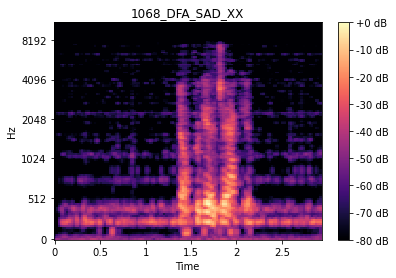 1068_DFA_SAD_XX
8192
4096
2048
1024
512
0
Hz
0
0.5
1
1.5
2
2.5
Time
+0 dB
-10 dB
-20 dB
-30 dB
-40 dB
-50 dB
-60 dB
-70 dB
-80 dB